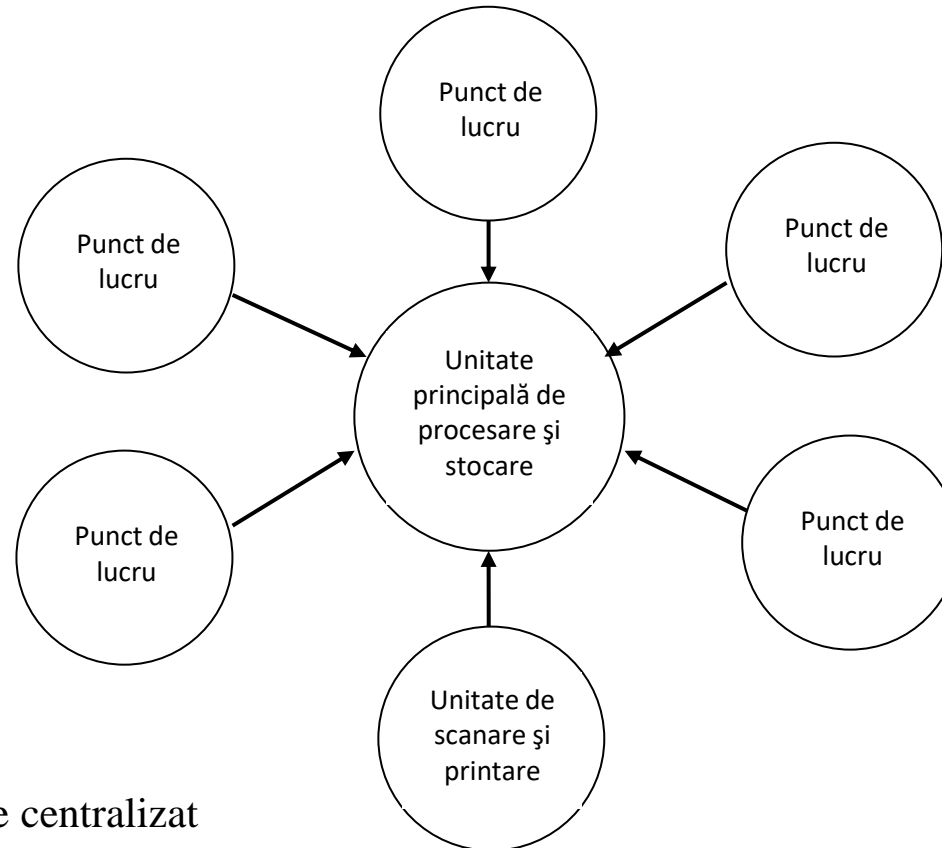 Punct de
lucru
Punct de
lucru
Punct de
lucru
Unitate
principală de
procesare şi
stocare
Punct de
lucru
Punct de
lucru
Unitate de
scanare şi
printare
centralizat